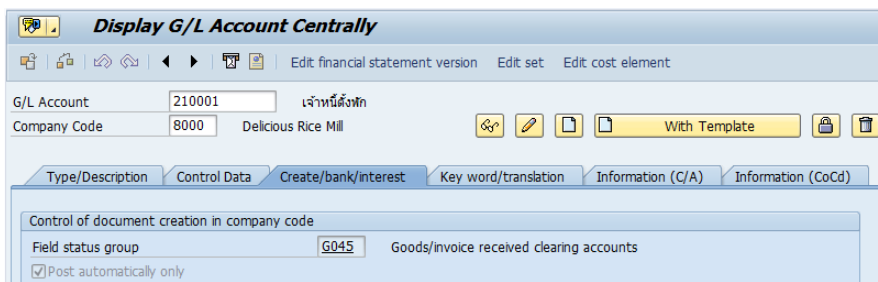 Display G/L Account Centrally
Edit financial statement version Edit set Edit cost element
G/L Account 210001 เจ้าหนี้ตั้งพัก
Company Code 8000 Delicious Rice Mill With Template
Type/Description Control Data Create/bank/interest Key word/translation Information (C/A) Information (CoCd)
Control of document creation in company code
Field status group G045 Goods/invoice received clearing accounts
Post automatically only